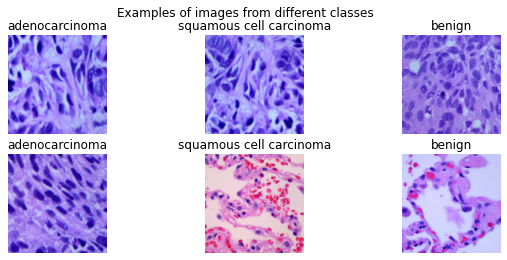 Examples of images from different classes
adenocarcinoma squamous cell carcinoma benign
adenocarcinoma squamous cell carcinoma benign